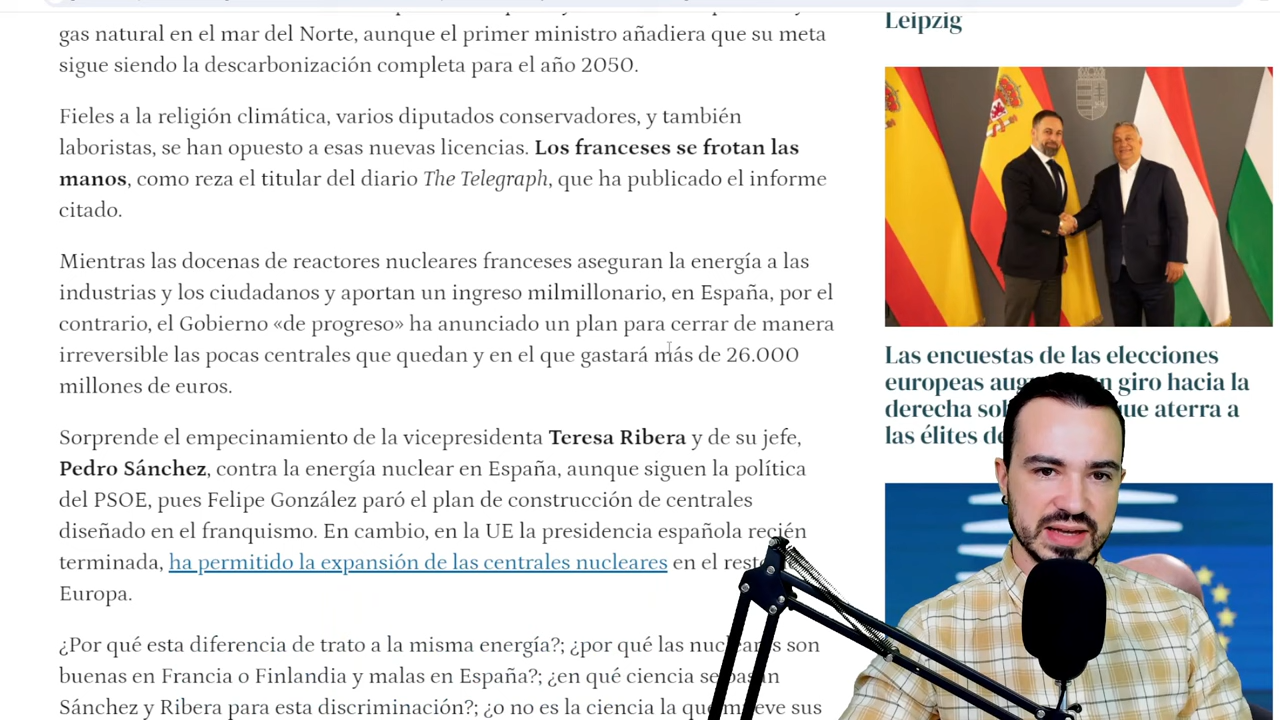 gas natural en el mar del Norte, aunque el primer ministro añadiera que su meta
sigue siendo la descarbonización completa para el año 2050.
Fieles a la religión climática, varios diputados conservadores, y también
laboristas, se han opuesto a esas nuevas licencias. Los franceses se frotan las
manos, como reza el titular del diario The Telegraph, que ha publicado el informe
citado.
Mientras las docenas de reactores nucleares franceses aseguran la energía a las
industrias y los ciudadanos y aportan un ingreso milmillonario, en España, por el
contrario, el Gobierno «de progreso» ha anunciado un plan para cerrar de manera
irreversible las pocas centrales que quedan y en el que gastará más de 26.000
millones de euros.
Sorprende el empecinamiento de la vicepresidenta Teresa Ribera y de su jefe,
Pedro Sánchez, contra la energía nuclear en España, aunque siguen la política
del PSOE, pues Felipe González paró el plan de construcción de centrales
diseñado en el franquismo. En cambio, en la UE la presidencia española recién
terminada, ha permitido la expansión de las centrales nucleares en el
Europa.
¿Por qué esta diferencia de trato a la misma energía?; ¿por qué las son
buenas en Francia o Finlandia y malas en España?; ¿en qué ciencia
Sánchez y Ribera para esta discriminación?; ¿o no es la ciencia la que sus
Leipzig
Las encuestas de las elecciones
europeas giro hacia la
derecha aterra a
las élites